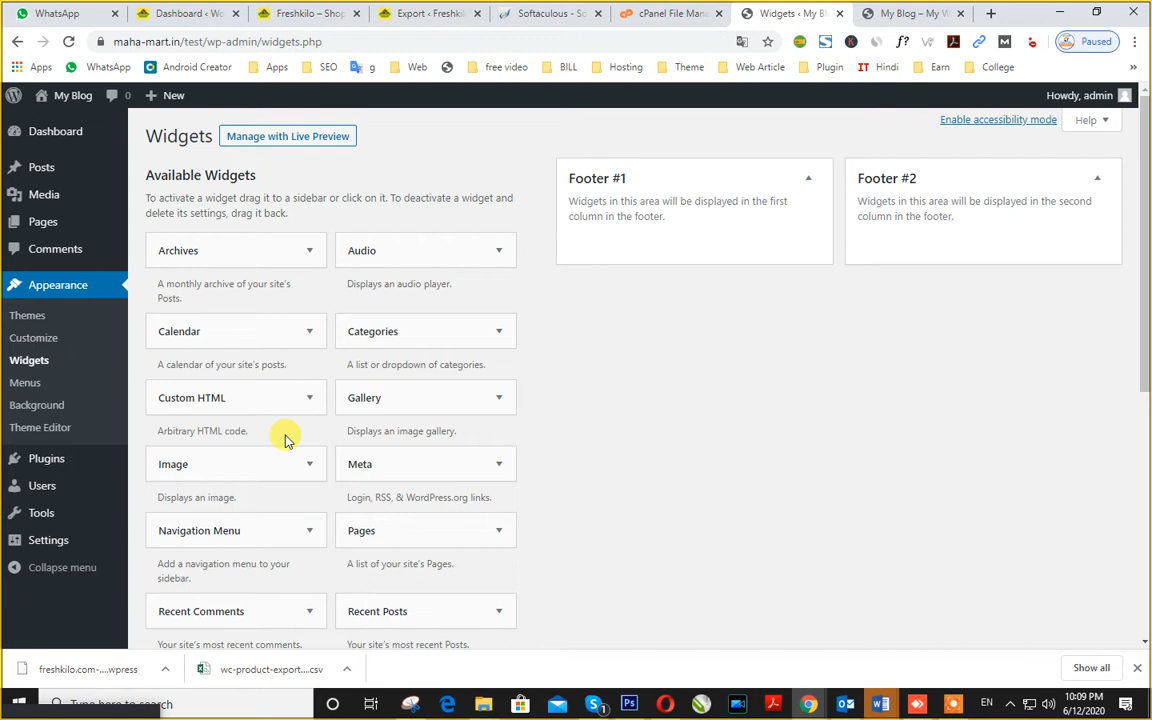 WhatsApp
Dashboard ‹ Wo
Freshkilo – Shop
Export ‹ Freshkil
Softaculous - So
cPanel File Mana
Widgets ‹ My Bl
My Blog – My W
maha-mart.in/test/wp-admin/widgets.php
Paused
Apps
WhatsApp
Android Creator
Apps
SEO
g
Web
free video
BILL
Hosting
Theme
Web Article
Plugin
IT Hindi
Earn
College
My Blog
0
New
Howdy, admin
Dashboard
Posts
Media
Pages
Comments
Appearance
Themes
Customize
Widgets
Menus
Background
Theme Editor
Plugins
Users
Tools
Settings
Collapse menu
Widgets
Manage with Live Preview
Enable accessibility mode
Help
Available Widgets
To activate a widget drag it to a sidebar or click on it. To deactivate a widget and
delete its settings, drag it back.
Archives
A monthly archive of your site's
Posts.
Audio
Displays an audio player.
Calendar
A calendar of your site's posts.
Categories
A list or dropdown of categories.
Custom HTML
Arbitrary HTML code.
Gallery
Displays an image gallery.
Image
Displays an image.
Meta
Login, RSS, & WordPress.org links.
Navigation Menu
Add a navigation menu to your
sidebar.
Pages
A list of your site's Pages.
Recent Comments
Your site's most recent comments.
Recent Posts
Your site's most recent Posts.
Footer #1
Widgets in this area will be displayed in the first
column in the footer.
Footer #2
Widgets in this area will be displayed in the second
column in the footer.
freshkilo.com-....wpress
wc-product-export....csv
Show all
Type here to search
EN
10:09 PM
6/12/2020